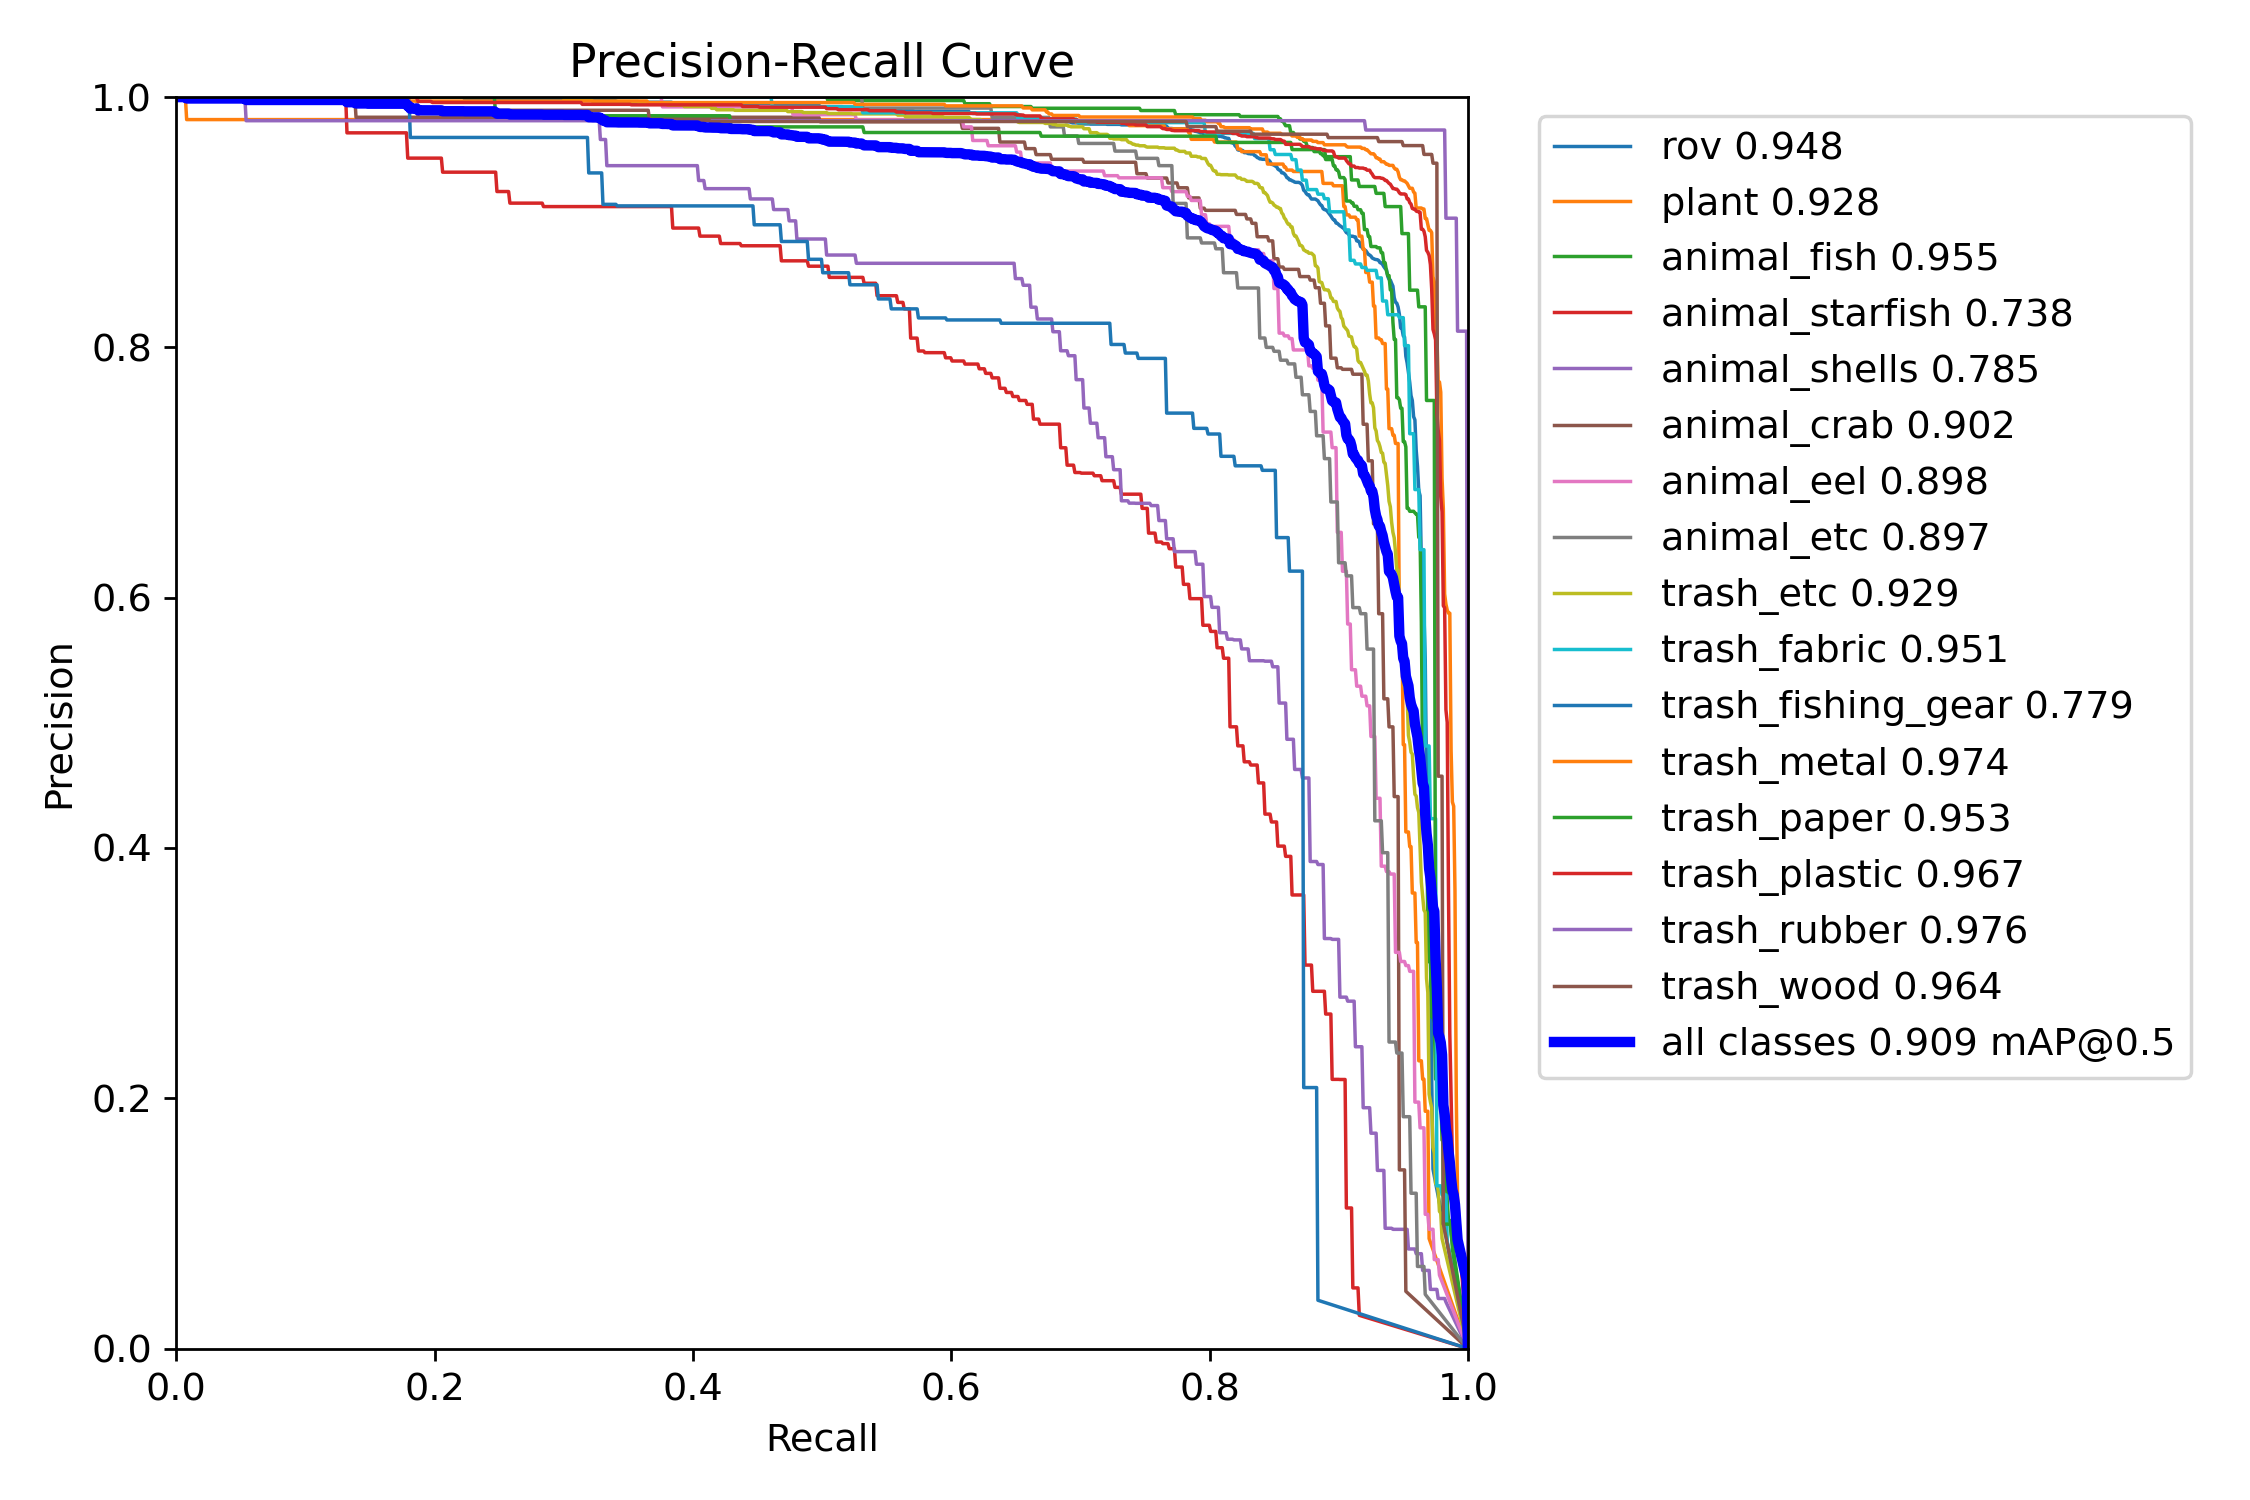 Precision-Recall Curve
1.0
0.8
0.6
0.4
0.2
0.0
Precision
0.0 0.2 0.4 0.6 0.8 1.0
Recall
rov 0.948
plant 0.928
animal_fish 0.955
animal_starfish 0.738
animal_shells 0.785
animal_crab 0.902
animal_eel 0.898
animal_etc 0.897
trash_etc 0.929
trash_fabric 0.951
trash_fishing_gear 0.779
trash_metal 0.974
trash_paper 0.953
trash_plastic 0.967
trash_rubber 0.976
trash_wood 0.964
all classes 0.909 mAP@0.5